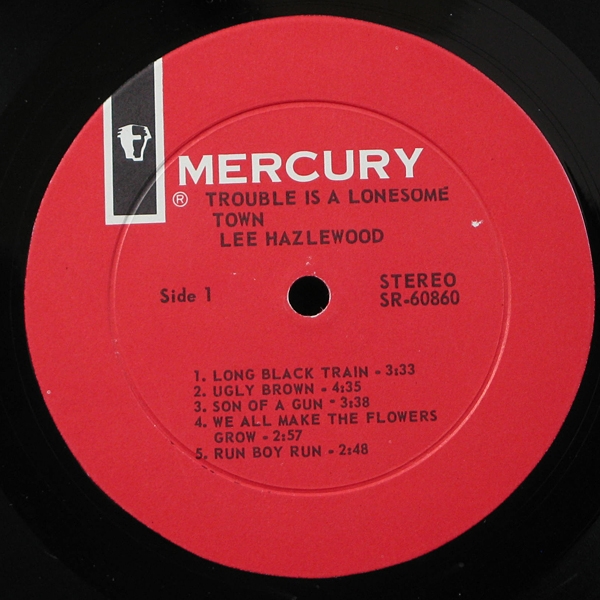 MERCURY
® TROUBLE IS A LONESOME
TOWN
LEE HAZLEWOOD
Side 1
STEREO
SR-60860
1. LONG BLACK TRAIN - 3:33
2. UGLY BROWN - 4:35
3. SON OF A GUN - 3:38
4. WE ALL MAKE THE FLOWERS
GROW - 2:57
5. RUN BOY RUN - 2:48